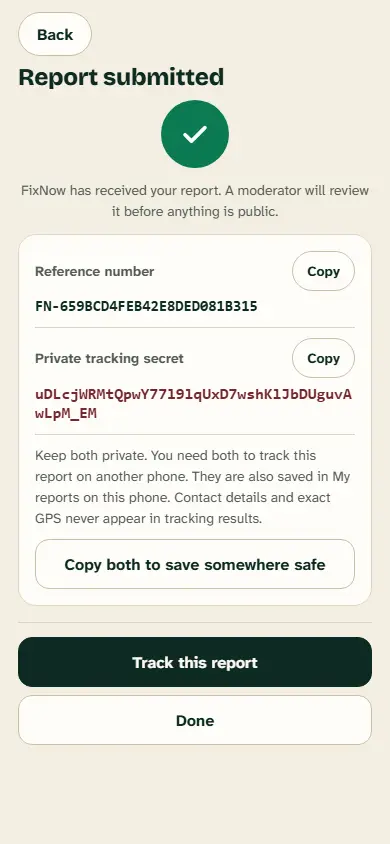 Back
Report submitted
FixNow has received your report. A moderator will review
it before anything is public.
Reference number
Copy
FN-659BCD4FEB42E8DED081B315
Private tracking secret
Copy
uDLcjWRMtQpwY77l9lqUxD7wshKlJbDUguvA
wLpM_EM
Keep both private. You need both to track this
report on another phone. They are also saved in My
reports on this phone. Contact details and exact
GPS never appear in tracking results.
Copy both to save somewhere safe
Track this report
Done